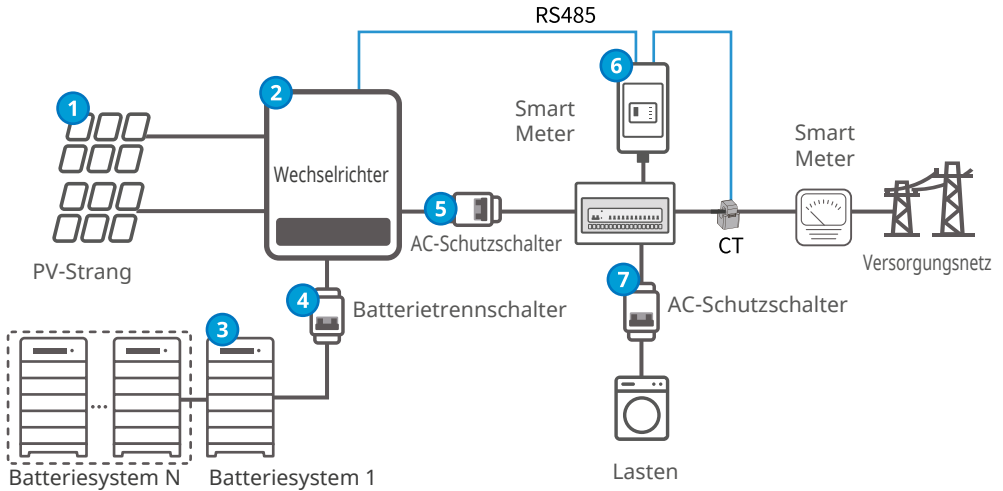 RS485
1
2
6
Smart
Meter
Smart
Meter
Wechselrichter
5
AC-Schutzschalter
CT
Versorgungsnetz
PV-Strang
4
Batterietrennschalter
7
AC-Schutzschalter
3
...
Batteriesystem N
Batteriesystem 1
Lasten